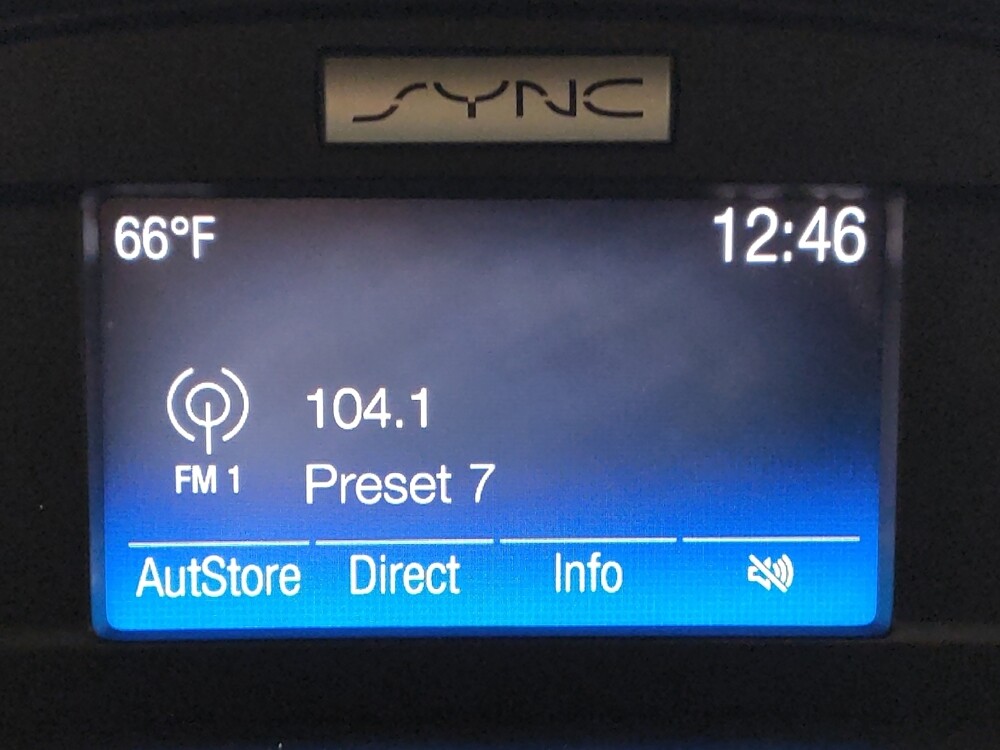 SYNC
66°F 12:46
104.1
FM 1 Preset 7
AutStore Direct Info